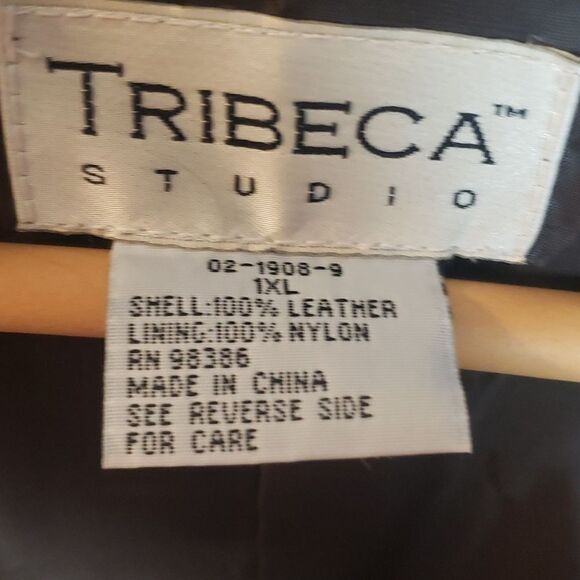 TRIBECA™
STUDIO
02-1908-9
1XL
SHELL:100% LEATHER
LINING:100% NYLON
RN 98386
MADE IN CHINA
SEE REVERSE SIDE
FOR CARE